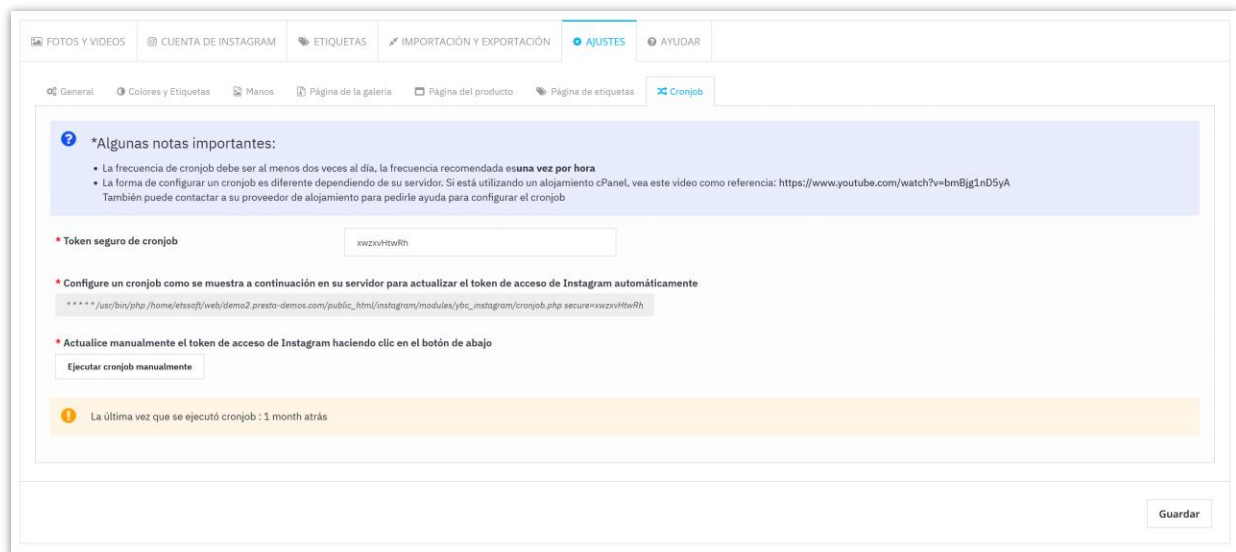 FOTOS Y VIDEOS CUENTA DE INSTAGRAM ETIQUETAS IMPORTACIÓN Y EXPORTACIÓN AJUSTES AYUDAR
General Colores y Etiquetas Manos Página de la galería Página del producto Página de etiquetas Cronjob
*Algunas notas importantes:
• La frecuencia de cronjob debe ser al menos dos veces al día, la frecuencia recomendada esuna vez por hora
• La forma de configurar un cronjob es diferente dependiendo de su servidor. Si está utilizando un alojamiento cPanel, vea este video como referencia: https://www.youtube.com/watch?v=bmBjg1nD5yA
También puede contactar a su proveedor de alojamiento para pedirle ayuda para configurar el cronjob
* Token seguro de cronjob xwzxvHtwRh
* Configure un cronjob como se muestra a continuación en su servidor para actualizar el token de acceso de Instagram automáticamente
* * * * * /usr/bin/php /home/etssoft/web/demo2.presta-demos.com/public_html/instagram/modules/ybc_instagram/cronjob.php secure=xwzxvHtwRh
* Actualice manualmente el token de acceso de Instagram haciendo clic en el botón de abajo
Ejecutar cronjob manualmente
La última vez que se ejecutó cronjob : 1 month atrás
Guardar